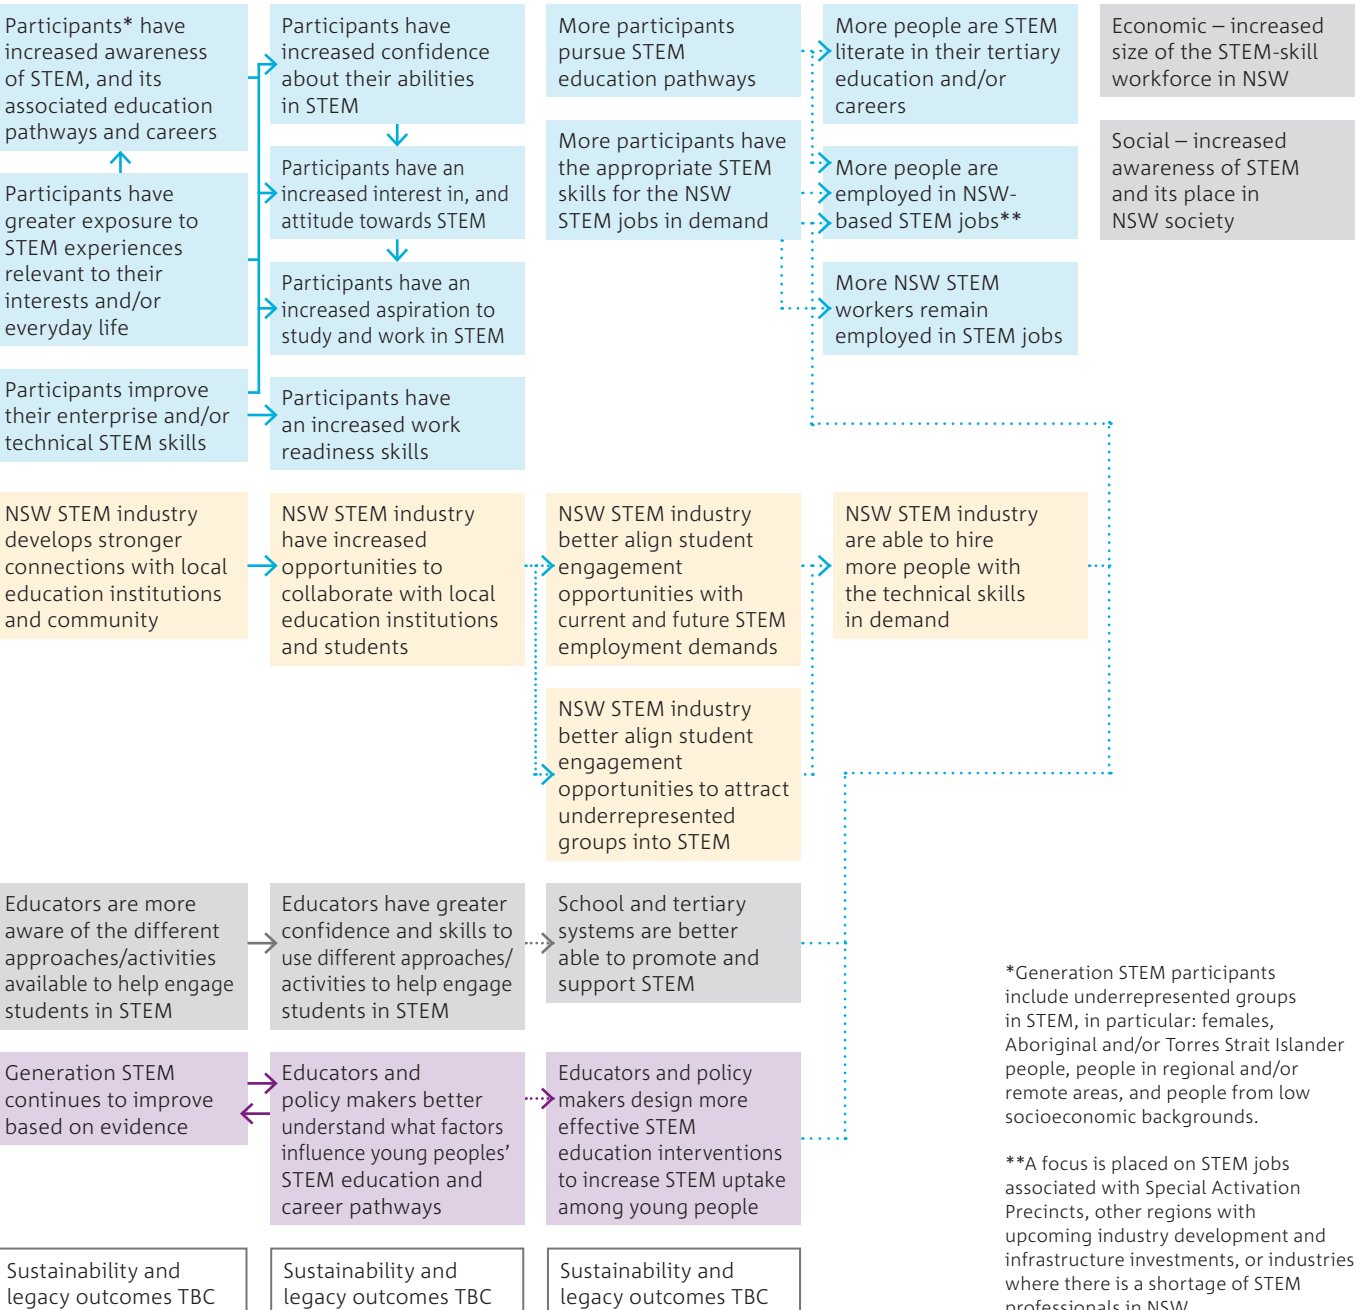 Participants* have
increased awareness
of STEM, and its
associated education
pathways and careers
Participants have
greater exposure to
STEM experiences
relevant to their
interests and/or
everyday life
Participants improve
their enterprise and/or
technical STEM skills
Participants have
increased confidence
about their abilities
in STEM
Participants have an
increased interest in, and
attitude towards STEM
Participants have an
increased aspiration to
study and work in STEM
Participants have
an increased work
readiness skills
More participants
pursue STEM
education pathways
More participants have
the appropriate STEM
skills for the NSW
STEM jobs in demand
More people are STEM
literate in their tertiary
education and/or
careers
More people are
employed in NSW-
based STEM jobs**
More NSW STEM
workers remain
employed in STEM jobs
Economic – increased
size of the STEM-skill
workforce in NSW
Social – increased
awareness of STEM
and its place in
NSW society
NSW STEM industry
develops stronger
connections with local
education institutions
and community
NSW STEM industry
have increased
opportunities to
collaborate with local
education institutions
and students
NSW STEM industry
better align student
engagement
opportunities with
current and future STEM
employment demands
NSW STEM industry
better align student
engagement
opportunities to attract
underrepresented
groups into STEM
NSW STEM industry
are able to hire
more people with
the technical skills
in demand
Educators are more
aware of the different
approaches/activities
available to help engage
students in STEM
Educators have greater
confidence and skills to
use different approaches/
activities to help engage
students in STEM
School and tertiary
systems are better
able to promote and
support STEM
Generation STEM
continues to improve
based on evidence
Educators and
policy makers better
understand what factors
influence young peoples’
STEM education and
career pathways
Educators and policy
makers design more
effective STEM
education interventions
to increase STEM uptake
among young people
Sustainability and
legacy outcomes TBC
Sustainability and
legacy outcomes TBC
Sustainability and
legacy outcomes TBC
*Generation STEM participants
include underrepresented groups
in STEM, in particular: females,
Aboriginal and/or Torres Strait Islander
people, people in regional and/or
remote areas, and people from low
socioeconomic backgrounds.
**A focus is placed on STEM jobs
associated with Special Activation
Precincts, other regions with
upcoming industry development and
infrastructure investments, or industries
where there is a shortage of STEM
professionals in NSW